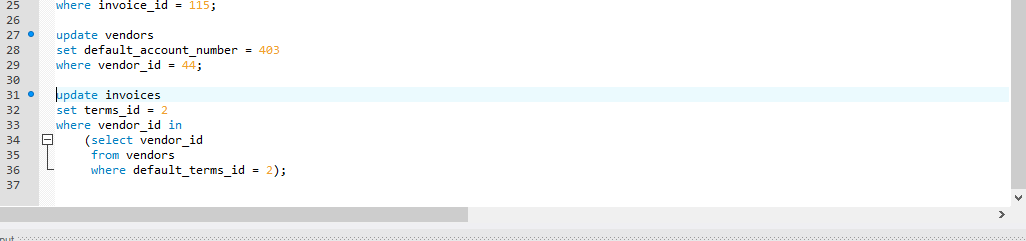 25 where invoice_id = 115;
26
27 update vendors
28 set default_account_number = 403
29 where vendor_id = 44;
30
31 update invoices
32 set terms_id = 2
33 where vendor_id in
34 (select vendor_id
35 from vendors
36 where default_terms_id = 2);
37